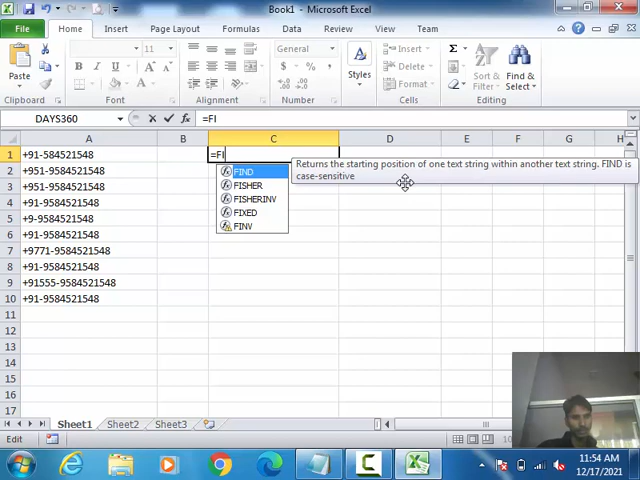 Book1 - Microsoft Excel
File Home Insert Page Layout Formulas Data Review View Team
Paste
Clipboard
11
B I U
Font
Alignment
General
$ % ,
Number
Styles
Insert
Delete
Format
Cells
Sort & Filter
Find & Select
Editing
DAYS360 fx =FI
A B C D E F G H
1 +91-584521548 =FI
Returns the starting position of one text string within another text string. FIND is case-sensitive
2 +951-9584521548 FIND
3 +951-9584521548 FISHER
4 +91-9584521548 FISHERINV
5 +9-9584521548 FIXED
6 +91-9584521548 FINV
7 +9771-9584521548
8 +91-9584521548
9 +91555-9584521548
10 +91-9584521548
11
12
13
14
15
16
17
Sheet1 Sheet2 Sheet3
Edit
11:54 AM
12/17/2021